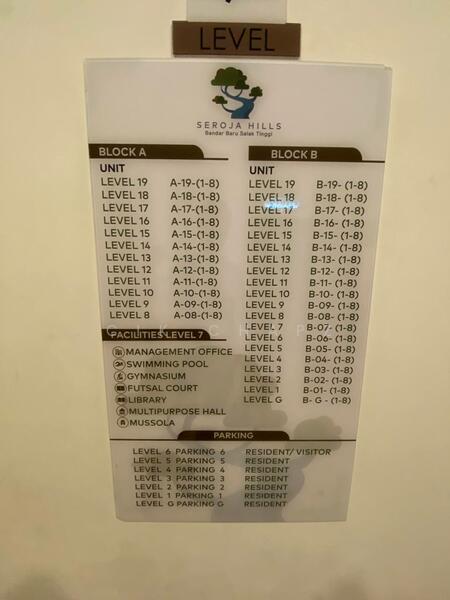 LEVEL
SEROJA HILLS
Bandar Baru Salak Tinggi
BLOCK A
UNIT
LEVEL 19 A-19-(1-8)
LEVEL 18 A-18-(1-8)
LEVEL 17 A-17-(1-8)
LEVEL 16 A-16-(1-8)
LEVEL 15 A-15-(1-8)
LEVEL 14 A-14-(1-8)
LEVEL 13 A-13-(1-8)
LEVEL 12 A-12-(1-8)
LEVEL 11 A-11-(1-8)
LEVEL 10 A-10-(1-8)
LEVEL 9 A-09-(1-8)
LEVEL 8 A-08-(1-8)
FACILITIES-LEVEL 7
MANAGEMENT OFFICE
SWIMMING POOL
GYMNASIUM
FUTSAL COURT
LIBRARY
MULTIPURPOSE HALL
MUSSOLA
BLOCK B
UNIT
LEVEL 19 B-19- (1-8)
LEVEL 18 B-18- (1-8)
LEVEL 17 B-17- (1-8)
LEVEL 16 B-16- (1-8)
LEVEL 15 B-15- (1-8)
LEVEL 14 B-14- (1-8)
LEVEL 13 B-13- (1-8)
LEVEL 12 B-12- (1-8)
LEVEL 11 B-11- (1-8)
LEVEL 10 B-10- (1-8)
LEVEL 9 B-09- (1-8)
LEVEL 8 B-08- (1-8)
LEVEL 7 B-07- (1-8)
LEVEL 6 B-06- (1-8)
LEVEL 5 B-05- (1-8)
LEVEL 4 B-04- (1-8)
LEVEL 3 B-03- (1-8)
LEVEL 2 B-02- (1-8)
LEVEL 1 B-01- (1-8)
LEVEL G B- G - (1-8)
PARKING
LEVEL 6 PARKING 6 RESIDENT/ VISITOR
LEVEL 5 PARKING 5 RESIDENT
LEVEL 4 PARKING 4 RESIDENT
LEVEL 3 PARKING 3 RESIDENT
LEVEL 2 PARKING 2 RESIDENT
LEVEL 1 PARKING 1 RESIDENT
LEVEL G PARKING G RESIDENT